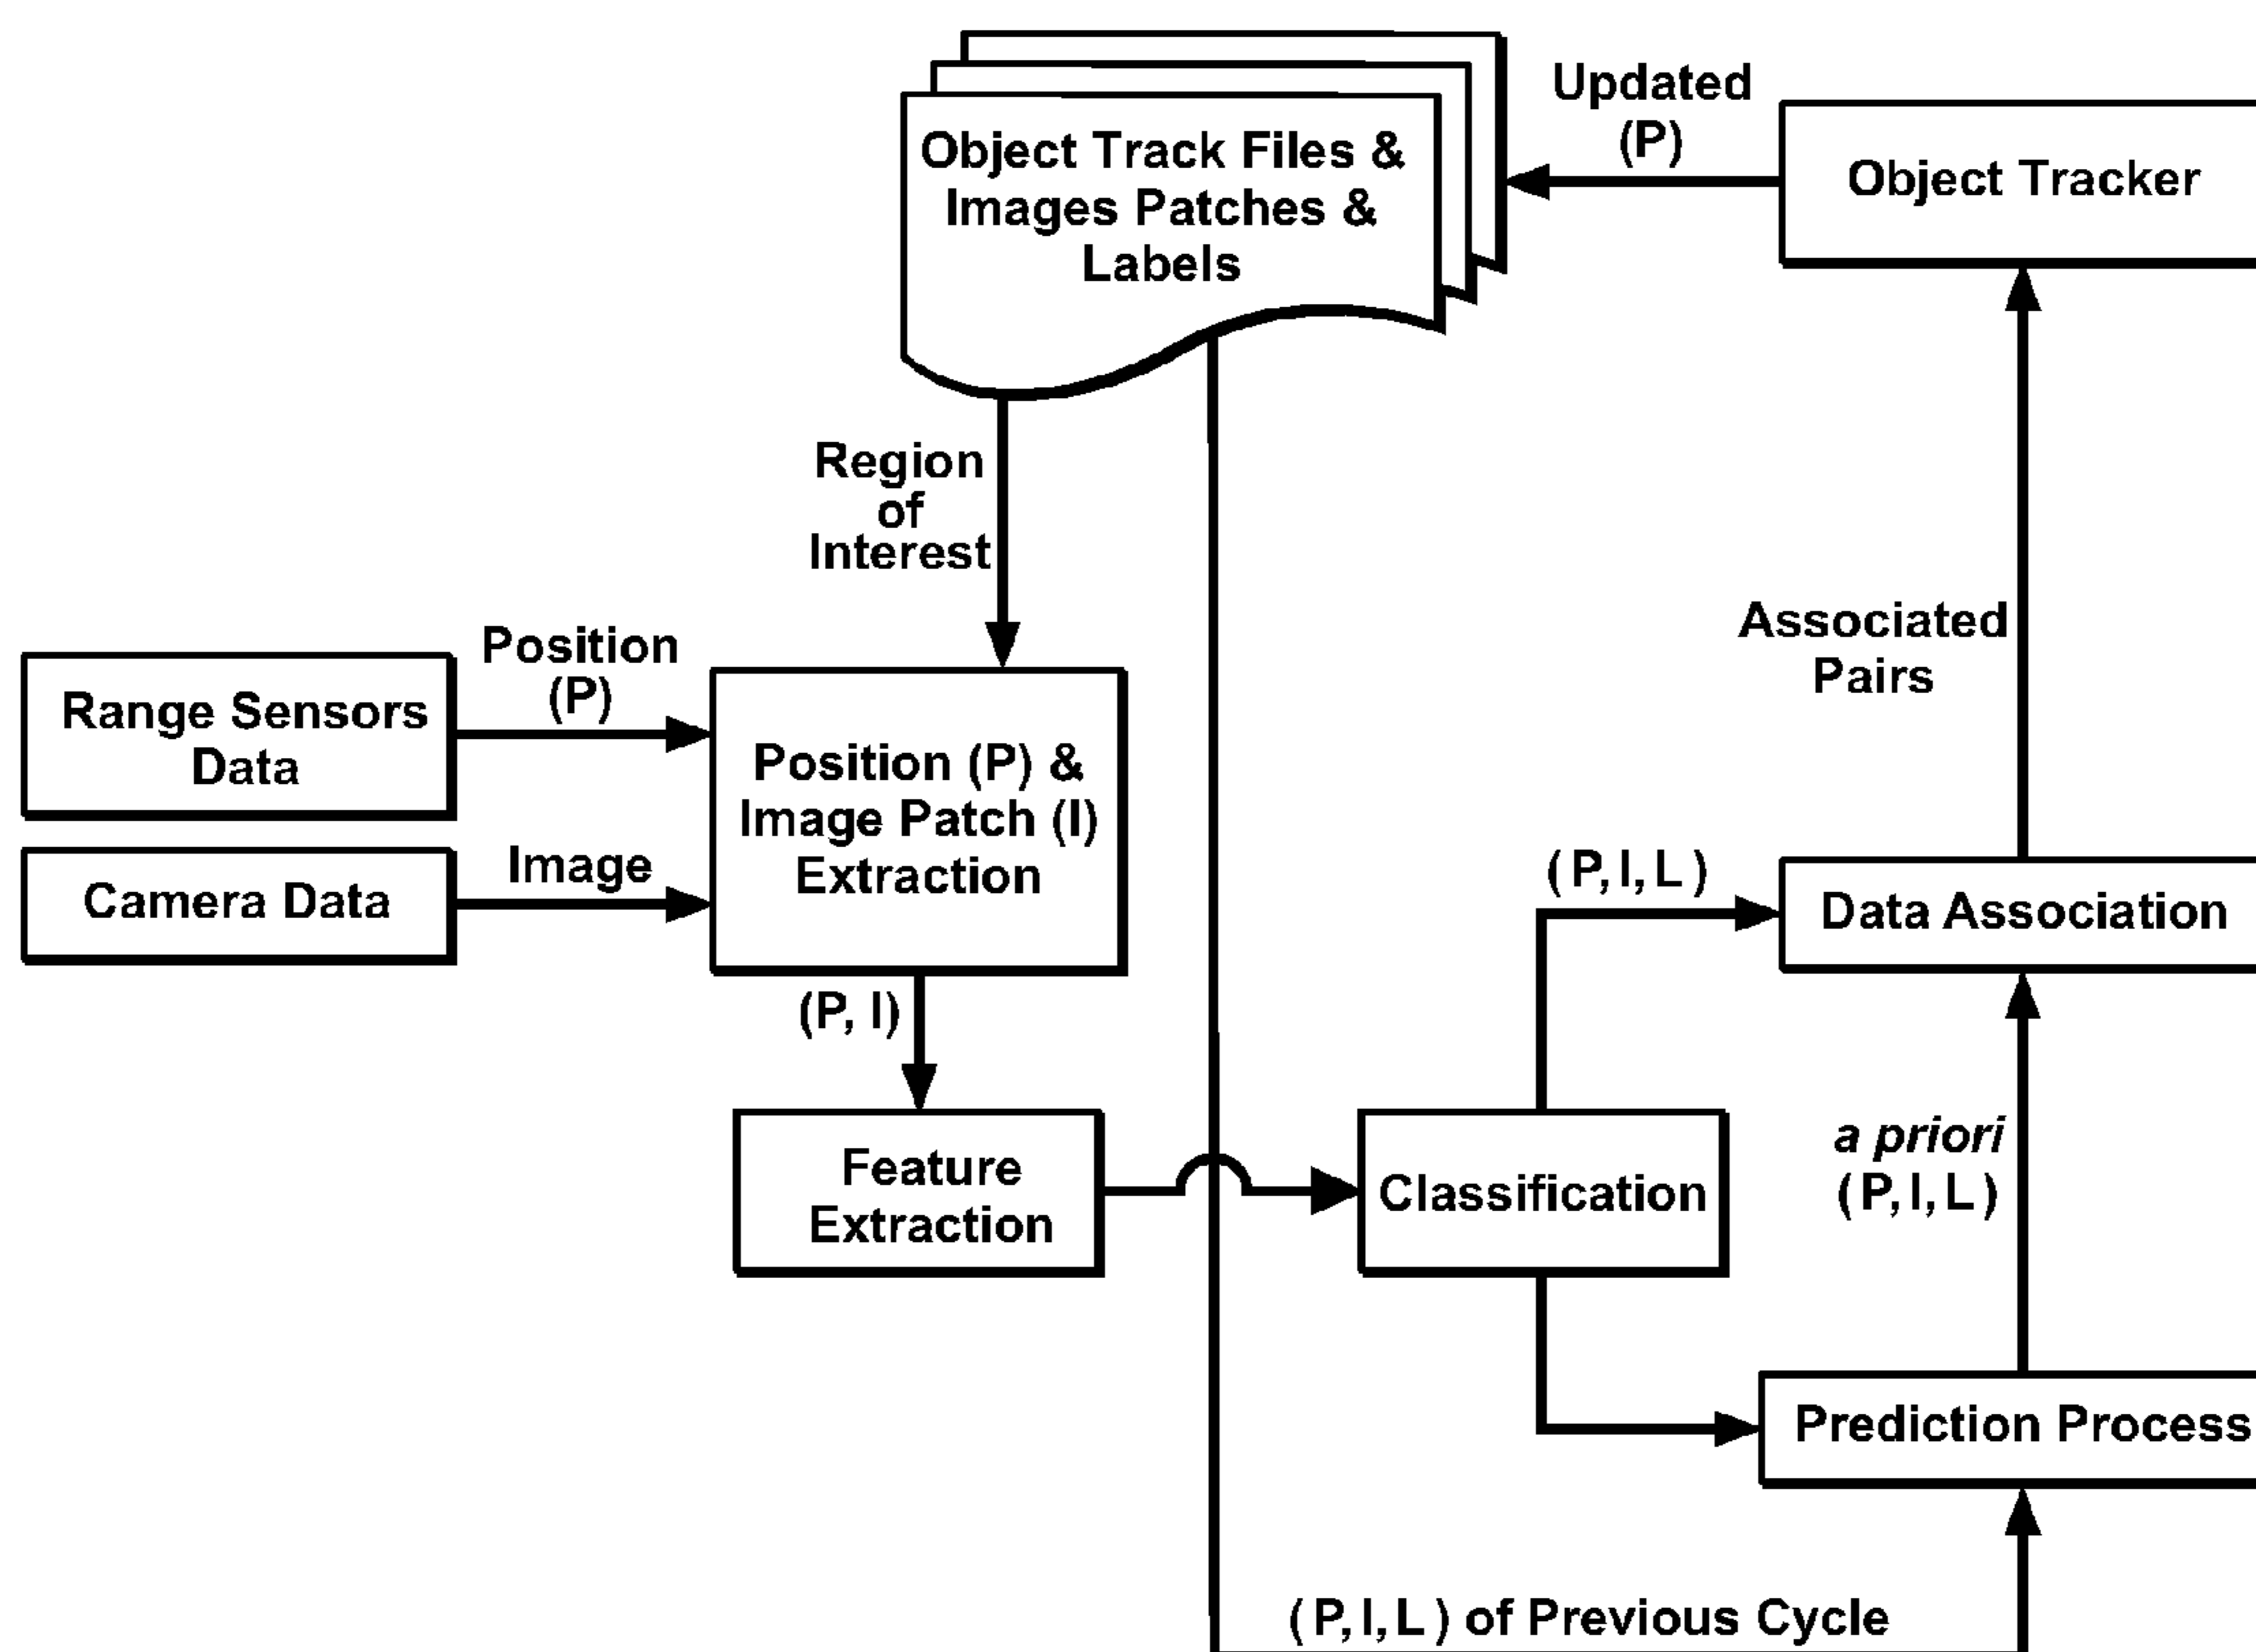 Object Track Files &
Images Patches &
Labels
Updated
(P)
Object Tracker
Region
of
Interest
Associated
Pairs
Range Sensors
Data
Position
(P)
Position (P) &
Image Patch (I)
Extraction
Camera Data
Image
(P, I)
(P, I, L)
Data Association
Feature
Extraction
Classification
a priori
(P, I, L)
Prediction Process
(P, I, L) of Previous Cycle